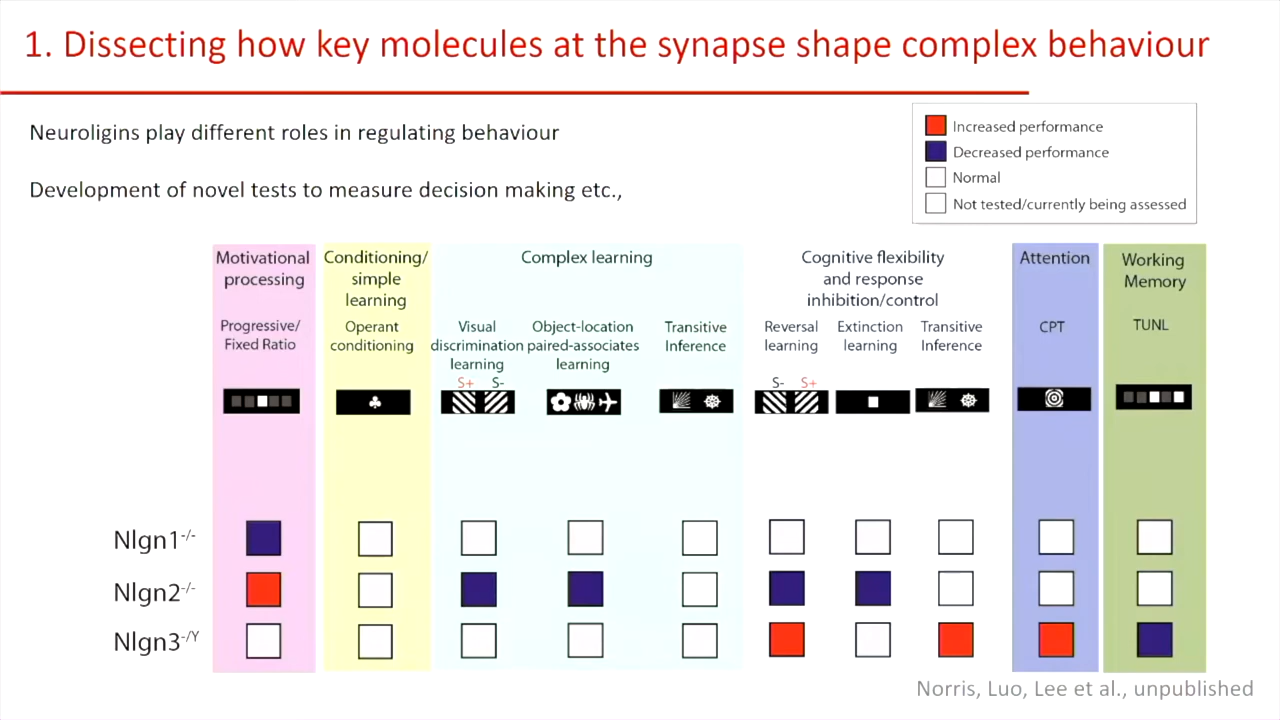 1. Dissecting how key molecules at the synapse shape complex behaviour
Neuroligins play different roles in regulating behaviour
Development of novel tests to measure decision making etc.,
Increased performance
Decreased performance
Normal
Not tested/currently being assessed
Motivational
processing
Progressive/
Fixed Ratio
Conditioning/
simple
learning
Operant
conditioning
Complex learning
Visual
discrimination
learning
S+ S-
Object-location
paired-associates
learning
Transitive
Inference
Cognitive flexibility
and response
inhibition/control
Reversal
learning
S- S+
Extinction
learning
Transitive
Inference
Attention
CPT
Working
Memory
TUNL
Nlgn1-/-
Nlgn2-/-
Nlgn3-/Y
Norris, Luo, Lee et al., unpublished